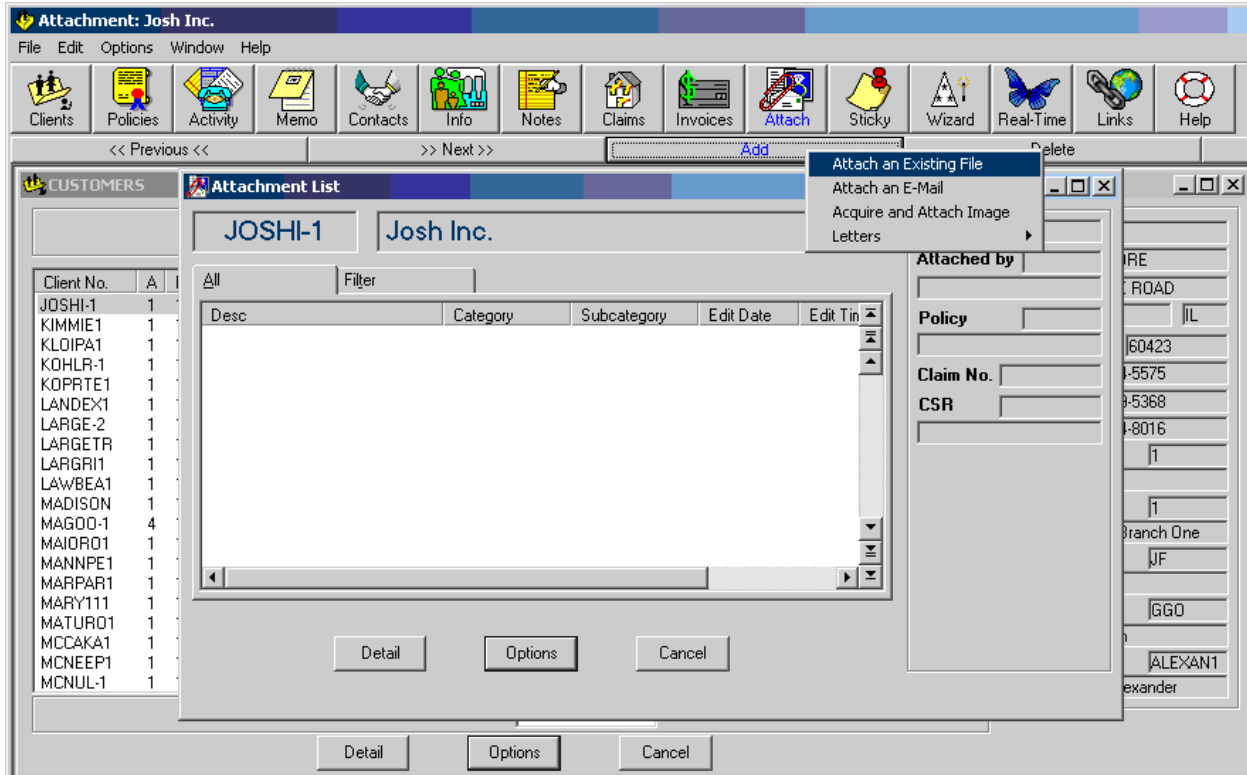 Attachment: Josh Inc.
File Edit Options Window Help
Clients Policies Activity Memo Contacts Info Notes Claims Invoices Attach Sticky Wizard Real-Time Links Help
<< Previous << >> Next >> Add Delete
Attach an Existing File
Attach an E-Mail
Acquire and Attach Image
Letters
CUSTOMERS
Attachment List
JOSHI-1 Josh Inc.
All Filter
Desc Category Subcategory Edit Date Edit Tim
Attached by
Policy
Claim No.
CSR
Detail Options Cancel
Client No. A
JOSHI-1 1
KIMMIE1 1
KLOIPA1 1
KOHLR-1 1
KOPRTE1 1
LANDEX1 1
LARGE-2 1
LARGETR 1
LARGRI1 1
LAWBEA1 1
MADISON 1
MAGOO-1 4
MAIORO1 1
MANNPE1 1
MARPAR1 1
MARY111 1
MATURO1 1
MCCAKA1 1
MCNEEP1 1
MCNUL-1 1
RE
ROAD
IL
60423
-5575
-5368
-8016
1
1
Branch One
JF
GGO
ALEXAN1
exander
Detail Options Cancel